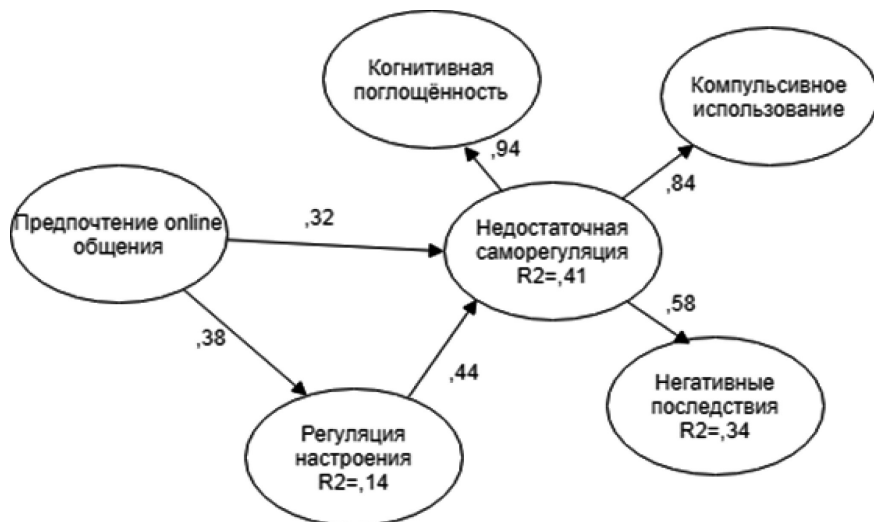 Когнитивная
поглощённость
Компульсивное
использование
,94
,84
Предпочтение online
общения
,32
Недостаточная
саморегуляция
R2=,41
,58
,38
,44
Негативные
последствия
R2=,34
Регуляция
настроения
R2=,14